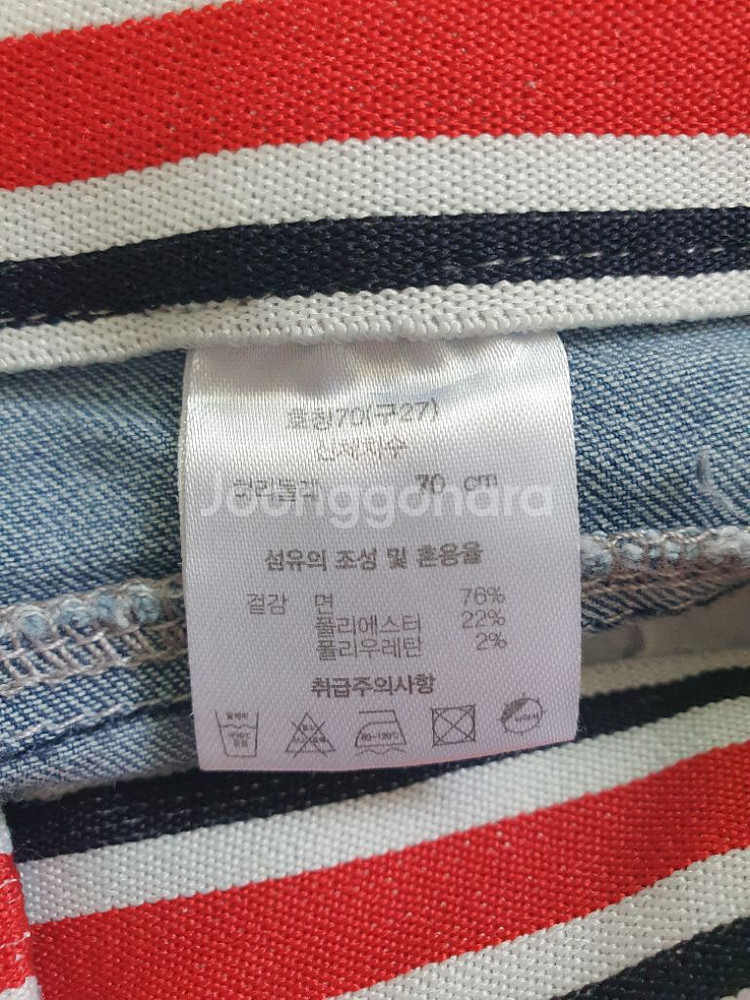 호칭70(구27)
신체치수
허리둘레 70 cm
Joonggonara
섬유의 조성 및 혼용율
겉감 면 76%
폴리에스터 22%
폴리우레탄 2%
취급주의사항
80~120℃